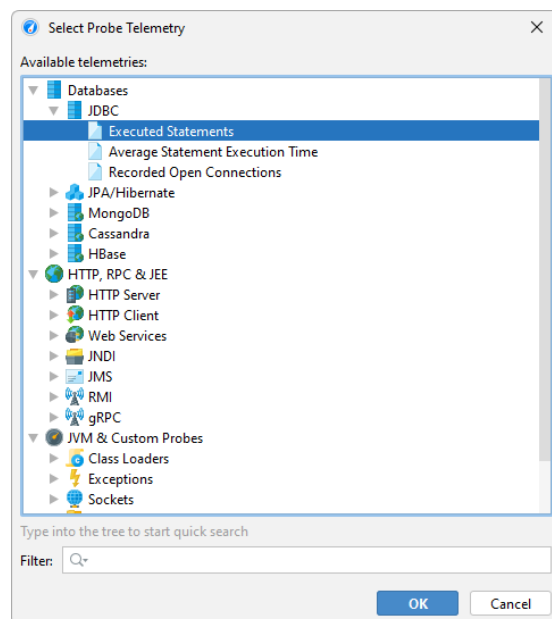 Select Probe Telemetry
Available telemetries:
Databases
JDBC
Executed Statements
Average Statement Execution Time
Recorded Open Connections
JPA/Hibernate
MongoDB
Cassandra
HBase
HTTP, RPC & JEE
HTTP Server
HTTP Client
Web Services
JNDI
JMS
RMI
gRPC
JVM & Custom Probes
Class Loaders
Exceptions
Sockets
Type into the tree to start quick search
Filter:
OK Cancel